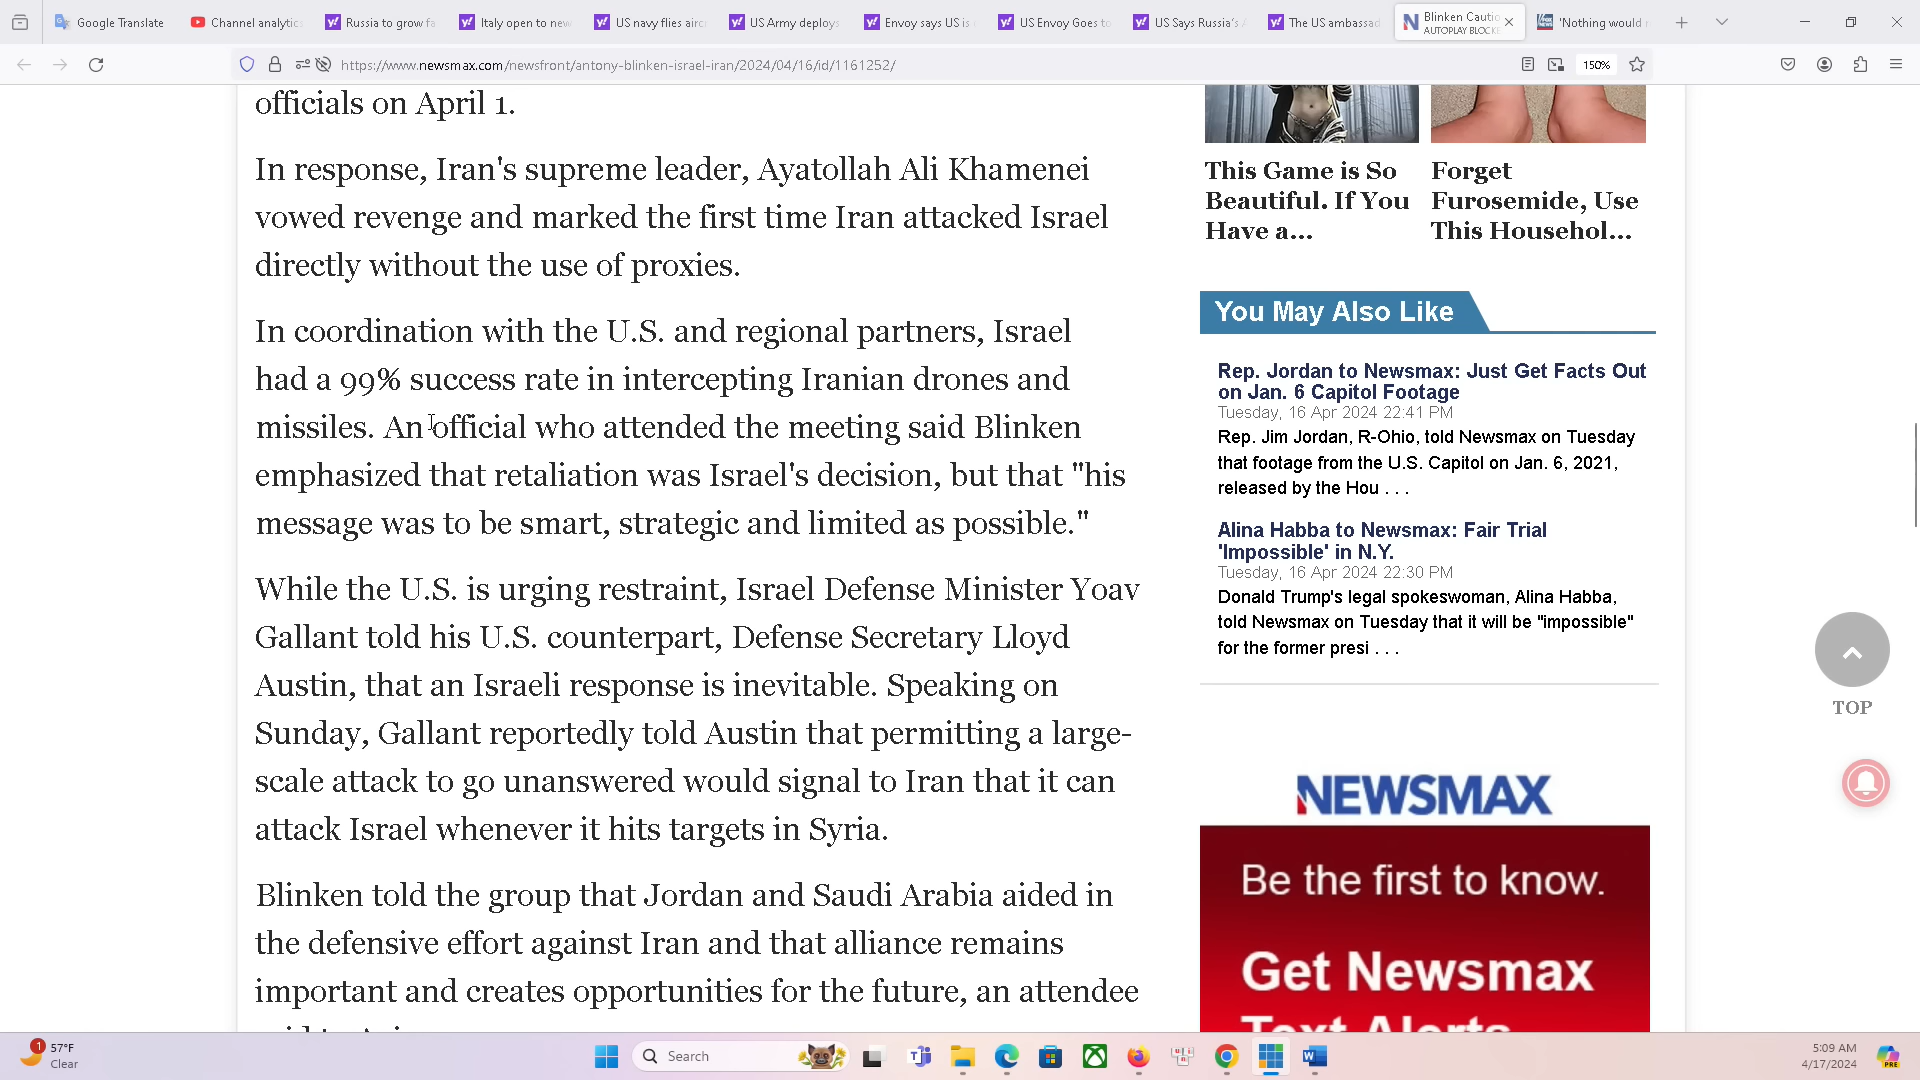 Google Translate
Channel analytics
Russia to grow fa
Italy open to new
US navy flies airc
US Army deploys
Envoy says US is
US Envoy Goes to
US Says Russia's
The US ambassad
Blinken Cautio
AUTOPLAY BLOCKE
'Nothing would
https://www.newsmax.com/newsfront/antony-blinken-israel-iran/2024/04/16/id/1161252/
150%
officials on April 1.
In response, Iran's supreme leader, Ayatollah Ali Khamenei
vowed revenge and marked the first time Iran attacked Israel
directly without the use of proxies.
In coordination with the U.S. and regional partners, Israel
had a 99% success rate in intercepting Iranian drones and
missiles. An official who attended the meeting said Blinken
emphasized that retaliation was Israel's decision, but that "his
message was to be smart, strategic and limited as possible."
While the U.S. is urging restraint, Israel Defense Minister Yoav
Gallant told his U.S. counterpart, Defense Secretary Lloyd
Austin, that an Israeli response is inevitable. Speaking on
Sunday, Gallant reportedly told Austin that permitting a large-
scale attack to go unanswered would signal to Iran that it can
attack Israel whenever it hits targets in Syria.
Blinken told the group that Jordan and Saudi Arabia aided in
the defensive effort against Iran and that alliance remains
important and creates opportunities for the future, an attendee
This Game is So
Beautiful. If You
Have a...
Forget
Furosemide, Use
This Househol...
You May Also Like
Rep. Jordan to Newsmax: Just Get Facts Out
on Jan. 6 Capitol Footage
Tuesday, 16 Apr 2024 22:41 PM
Rep. Jim Jordan, R-Ohio, told Newsmax on Tuesday
that footage from the U.S. Capitol on Jan. 6, 2021,
released by the Hou . . .
Alina Habba to Newsmax: Fair Trial
'Impossible' in N.Y.
Tuesday, 16 Apr 2024 22:30 PM
Donald Trump's legal spokeswoman, Alina Habba,
told Newsmax on Tuesday that it will be "impossible"
for the former presi . . .
NEWSMAX
Be the first to know.
Get Newsmax
Text Alerts
TOP
1
57°F
Clear
Search
5:09 AM
4/17/2024
PRE